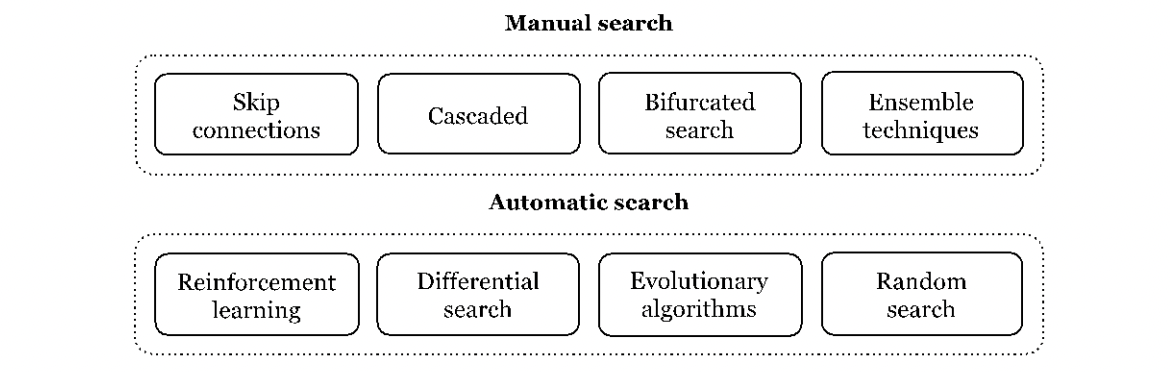 Manual search
Skip
connections
Cascaded
Bifurcated
search
Ensemble
techniques
Automatic search
Reinforcement
learning
Differential
search
Evolutionary
algorithms
Random
search